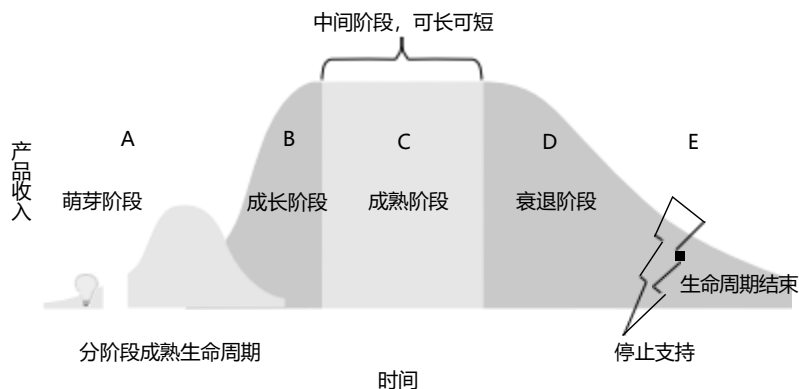 中间阶段，可长可短
A
B
C
D
E
萌芽阶段
成长阶段
成熟阶段
衰退阶段
产品收入
生命周期结束
分阶段成熟生命周期
停止支持
时间